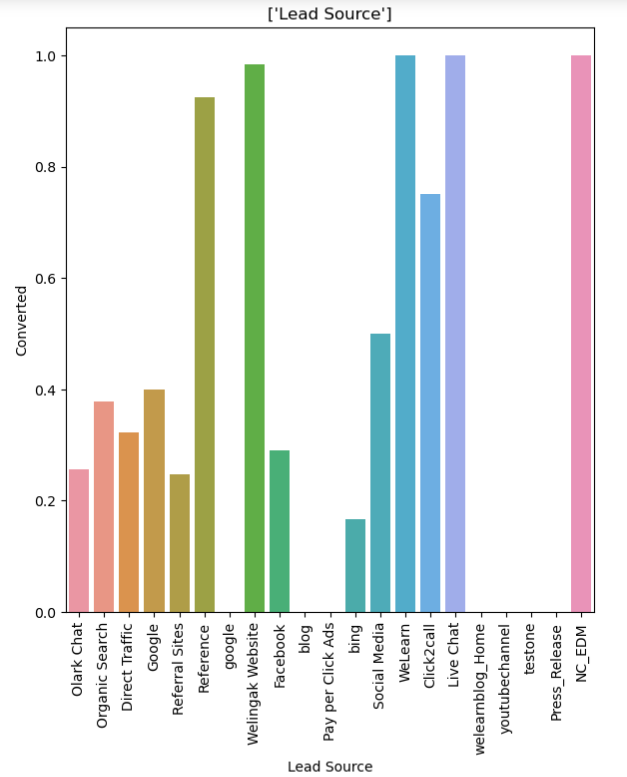 ['Lead Source']
1.0
0.8
0.6
0.4
0.2
0.0
Converted
Olark Chat
Organic Search
Direct Traffic
Google
Referral Sites
Reference
google
Welingak Website
Facebook
blog
Pay per Click Ads
bing
Social Media
WeLearn
Click2call
Live Chat
welearnblog_Home
youtubechannel
testone
Press_Release
NC_EDM
Lead Source